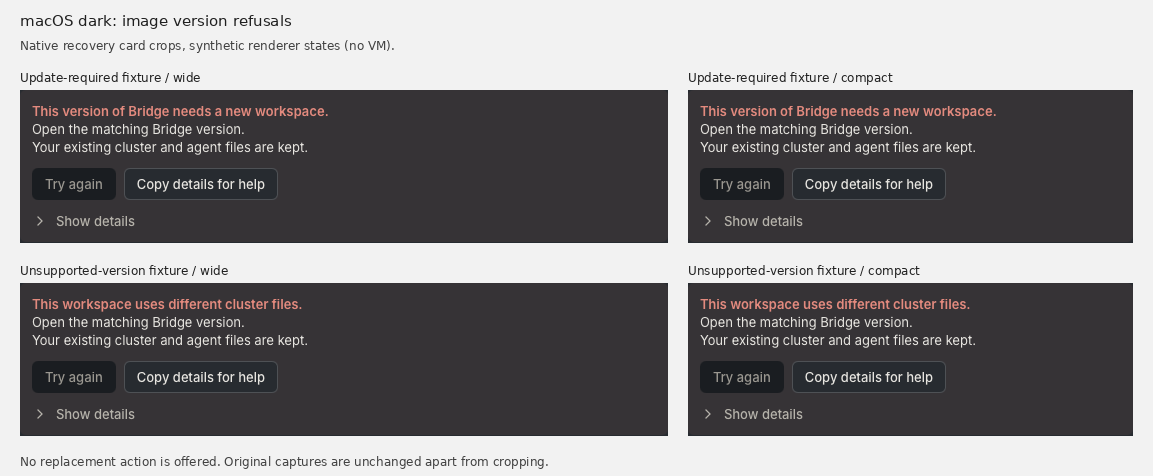 macOS dark: image version refusals
Native recovery card crops, synthetic renderer states (no VM).
Update-required fixture / wide
This version of Bridge needs a new workspace.
Open the matching Bridge version.
Your existing cluster and agent files are kept.
Try again
Copy details for help
Show details
Update-required fixture / compact
This version of Bridge needs a new workspace.
Open the matching Bridge version.
Your existing cluster and agent files are kept.
Try again
Copy details for help
Show details
Unsupported-version fixture / wide
This workspace uses different cluster files.
Open the matching Bridge version.
Your existing cluster and agent files are kept.
Try again
Copy details for help
Show details
Unsupported-version fixture / compact
This workspace uses different cluster files.
Open the matching Bridge version.
Your existing cluster and agent files are kept.
Try again
Copy details for help
Show details
No replacement action is offered. Original captures are unchanged apart from cropping.